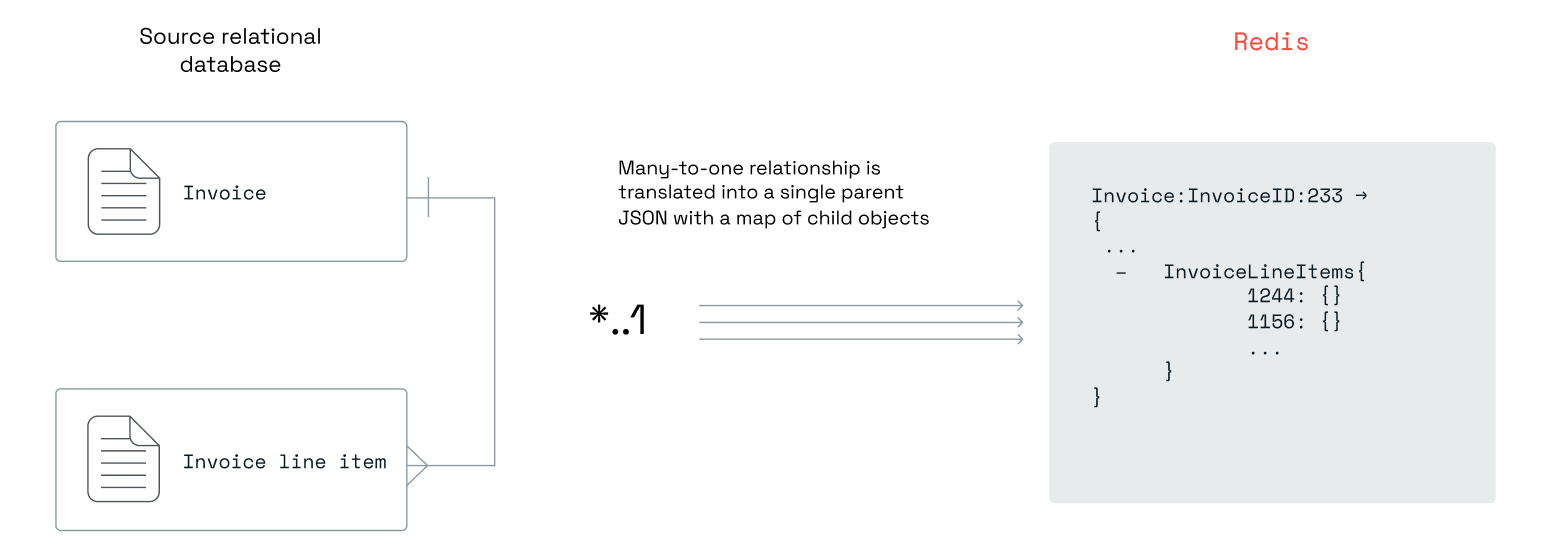 Source relational
database
Redis
Invoice
Many-to-one relationship is
translated into a single parent
JSON with a map of child objects
*..1
Invoice line item
Invoice:InvoiceID:233 →
{
...
– InvoiceLineItems{
1244: {}
1156: {}
...
}
}